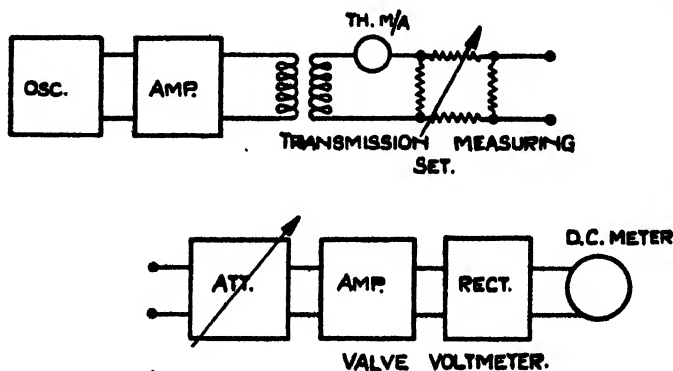 TH. M/A
OSC.
AMP.
TRANSMISSION MEASURING
SET.
D.C. METER
ATT.
AMP.
RECT.
VALVE VOLTMETER.